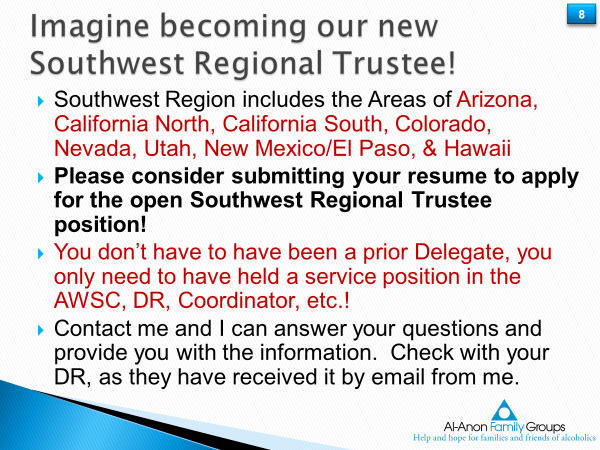 8
Imagine becoming our new
Southwest Regional Trustee!
Southwest Region includes the Areas of Arizona,
California North, California South, Colorado,
Nevada, Utah, New Mexico/El Paso, & Hawaii
Please consider submitting your resume to apply
for the open Southwest Regional Trustee
position!
You don’t have to have been a prior Delegate, you
only need to have held a service position in the
AWSC, DR, Coordinator, etc.!
Contact me and I can answer your questions and
provide you with the information.  Check with your
DR, as they have received it by email from me.
Al-Anon Family Groups
Help and hope for families and friends of alcoholics